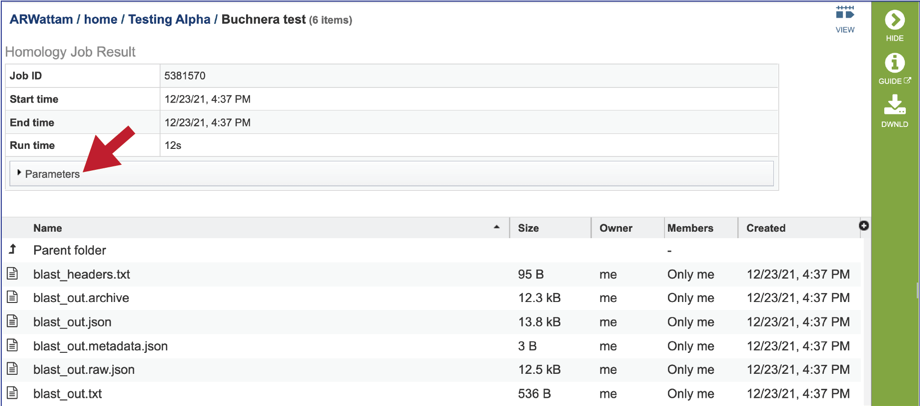 ARWattam / home / Testing Alpha / Buchnera test (6 items)
VIEW
HIDE
GUIDE
DWNLD
Homology Job Result
Job ID 5381570
Start time 12/23/21, 4:37 PM
End time 12/23/21, 4:37 PM
Run time 12s
Parameters
Name Size Owner Members Created
Parent folder -
blast_headers.txt 95 B me Only me 12/23/21, 4:37 PM
blast_out.archive 12.3 kB me Only me 12/23/21, 4:37 PM
blast_out.json 13.8 kB me Only me 12/23/21, 4:37 PM
blast_out.metadata.json 3 B me Only me 12/23/21, 4:37 PM
blast_out.raw.json 12.5 kB me Only me 12/23/21, 4:37 PM
blast_out.txt 536 B me Only me 12/23/21, 4:37 PM